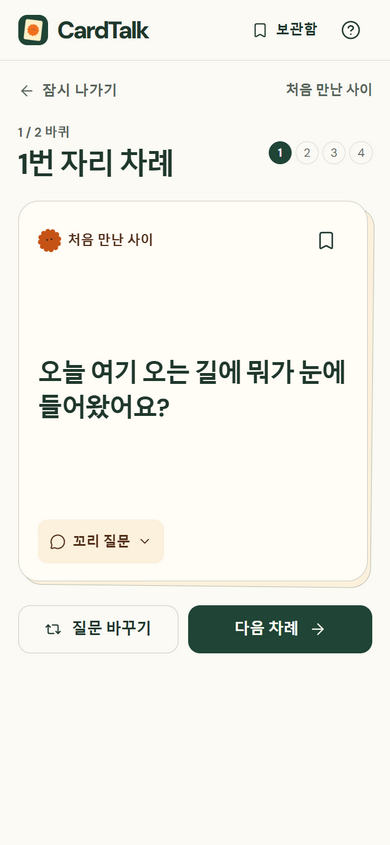 CardTalk
보관함
잠시 나가기
처음 만난 사이
1 / 2 바퀴
1번 자리 차례
1 2 3 4
처음 만난 사이
오늘 여기 오는 길에 뭐가 눈에
들어왔어요?
꼬리 질문
질문 바꾸기
다음 차례